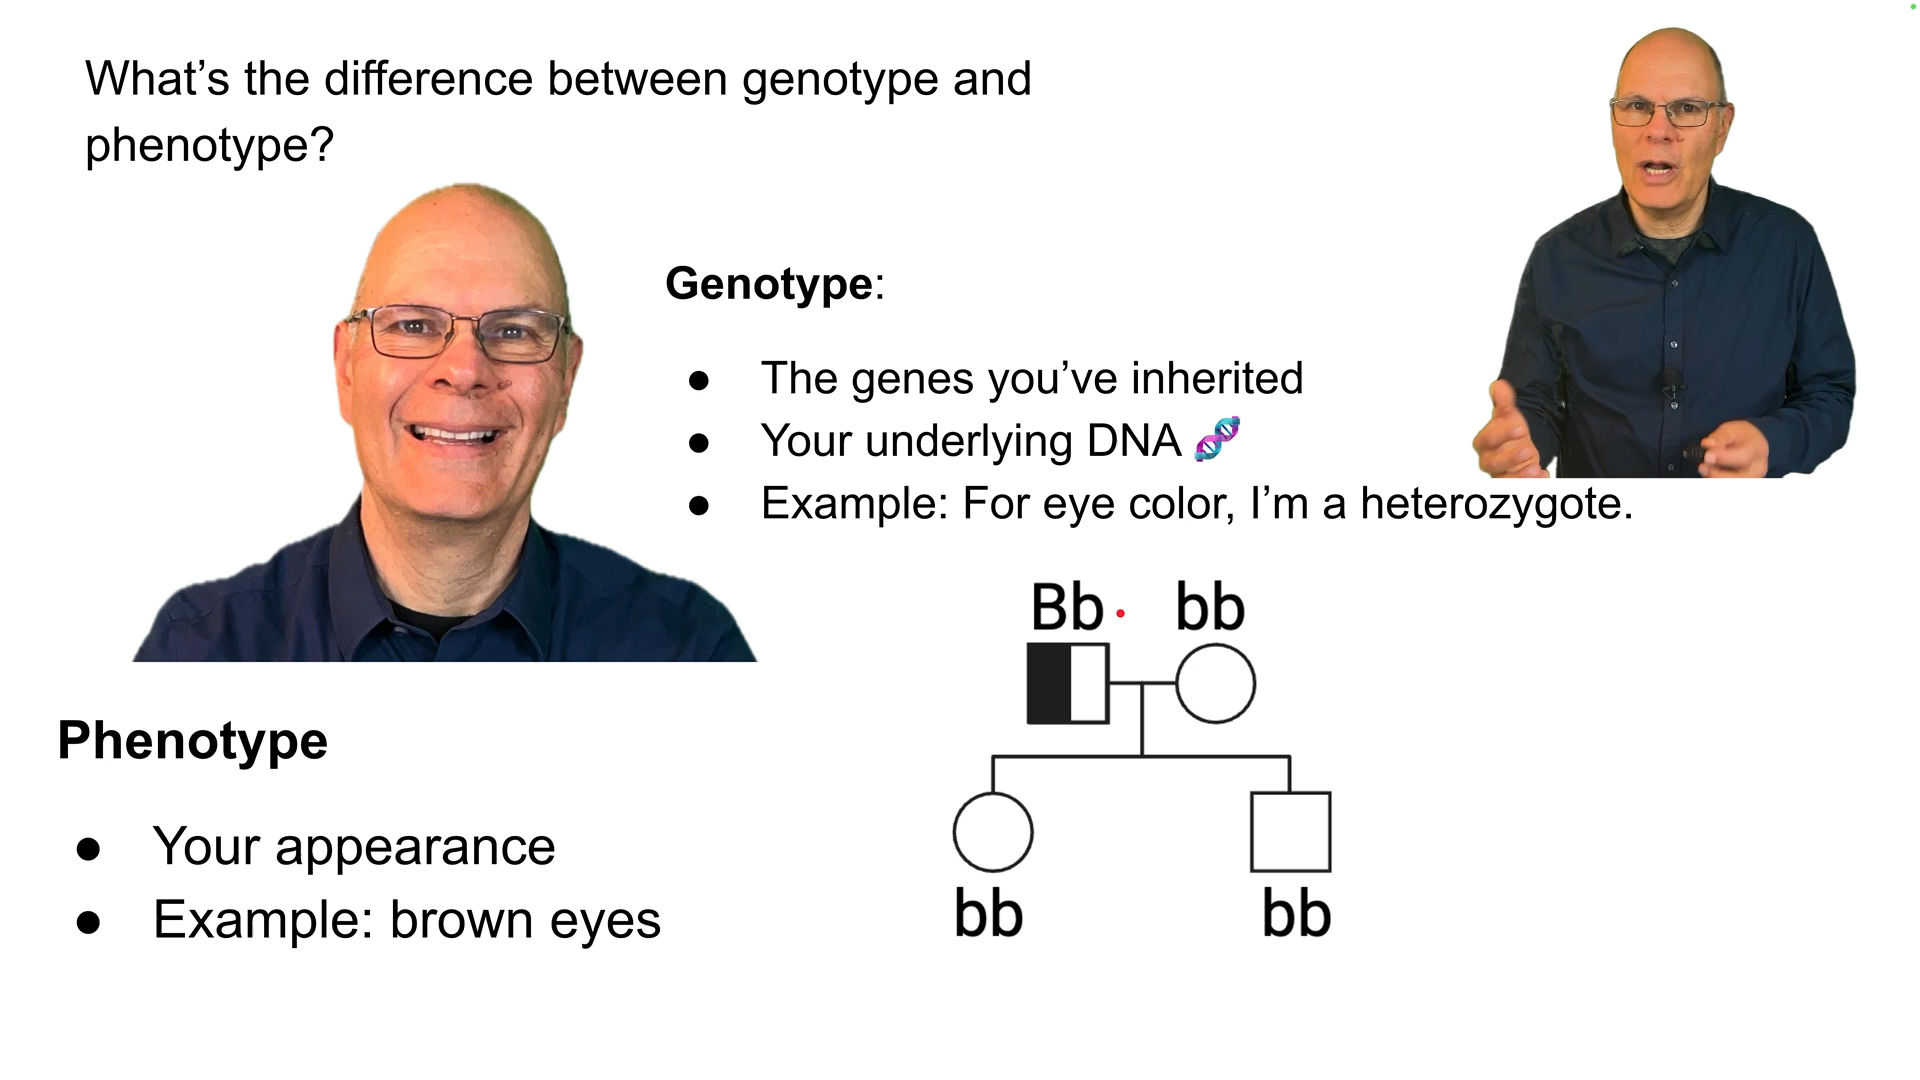 What’s the difference between genotype and
phenotype?
Genotype:
● The genes you’ve inherited
● Your underlying DNA 🧬
● Example: For eye color, I’m a heterozygote.
Bb bb
bb bb
Phenotype
● Your appearance
● Example: brown eyes